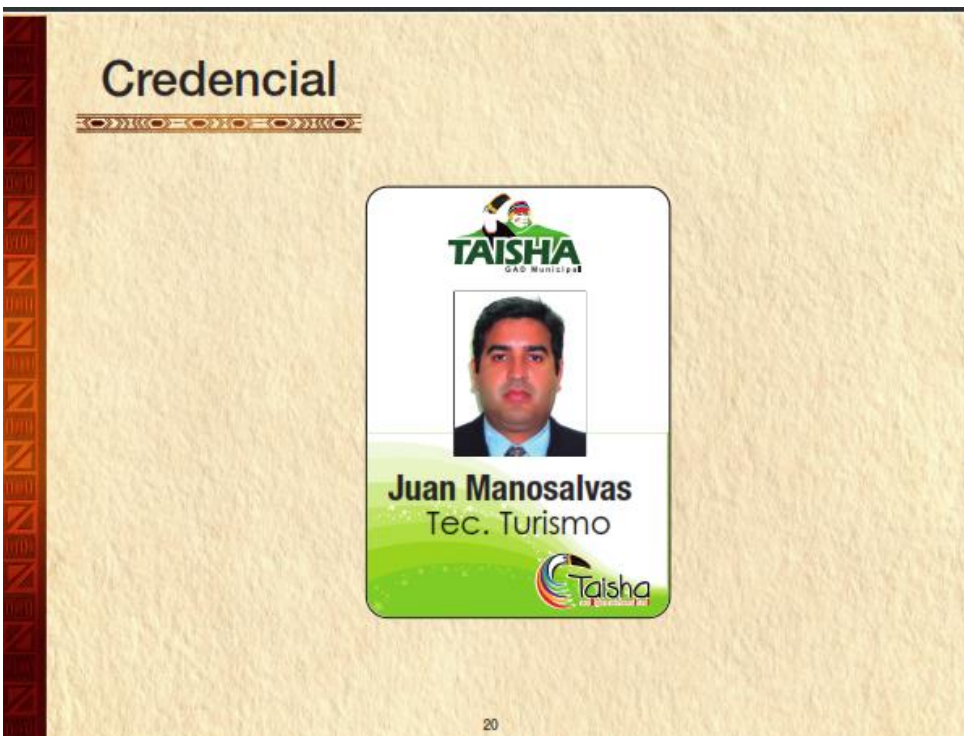 Credencial
TAISHA
GAD Municipal
Juan Manosalvas
Tec. Turismo
Taisha
20